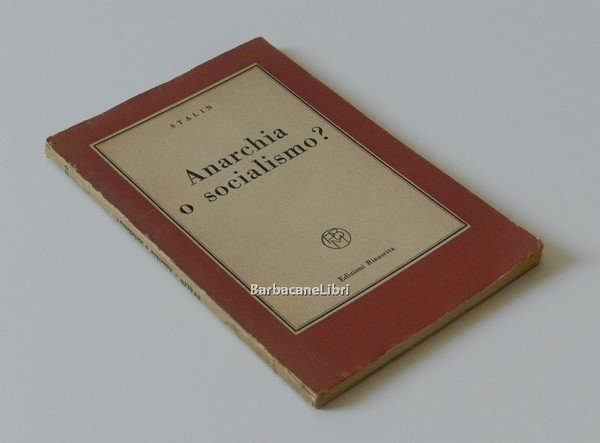 STALIN
Anarchia
o socialismo?
Edizioni Rinascita
BarbacaneLibri